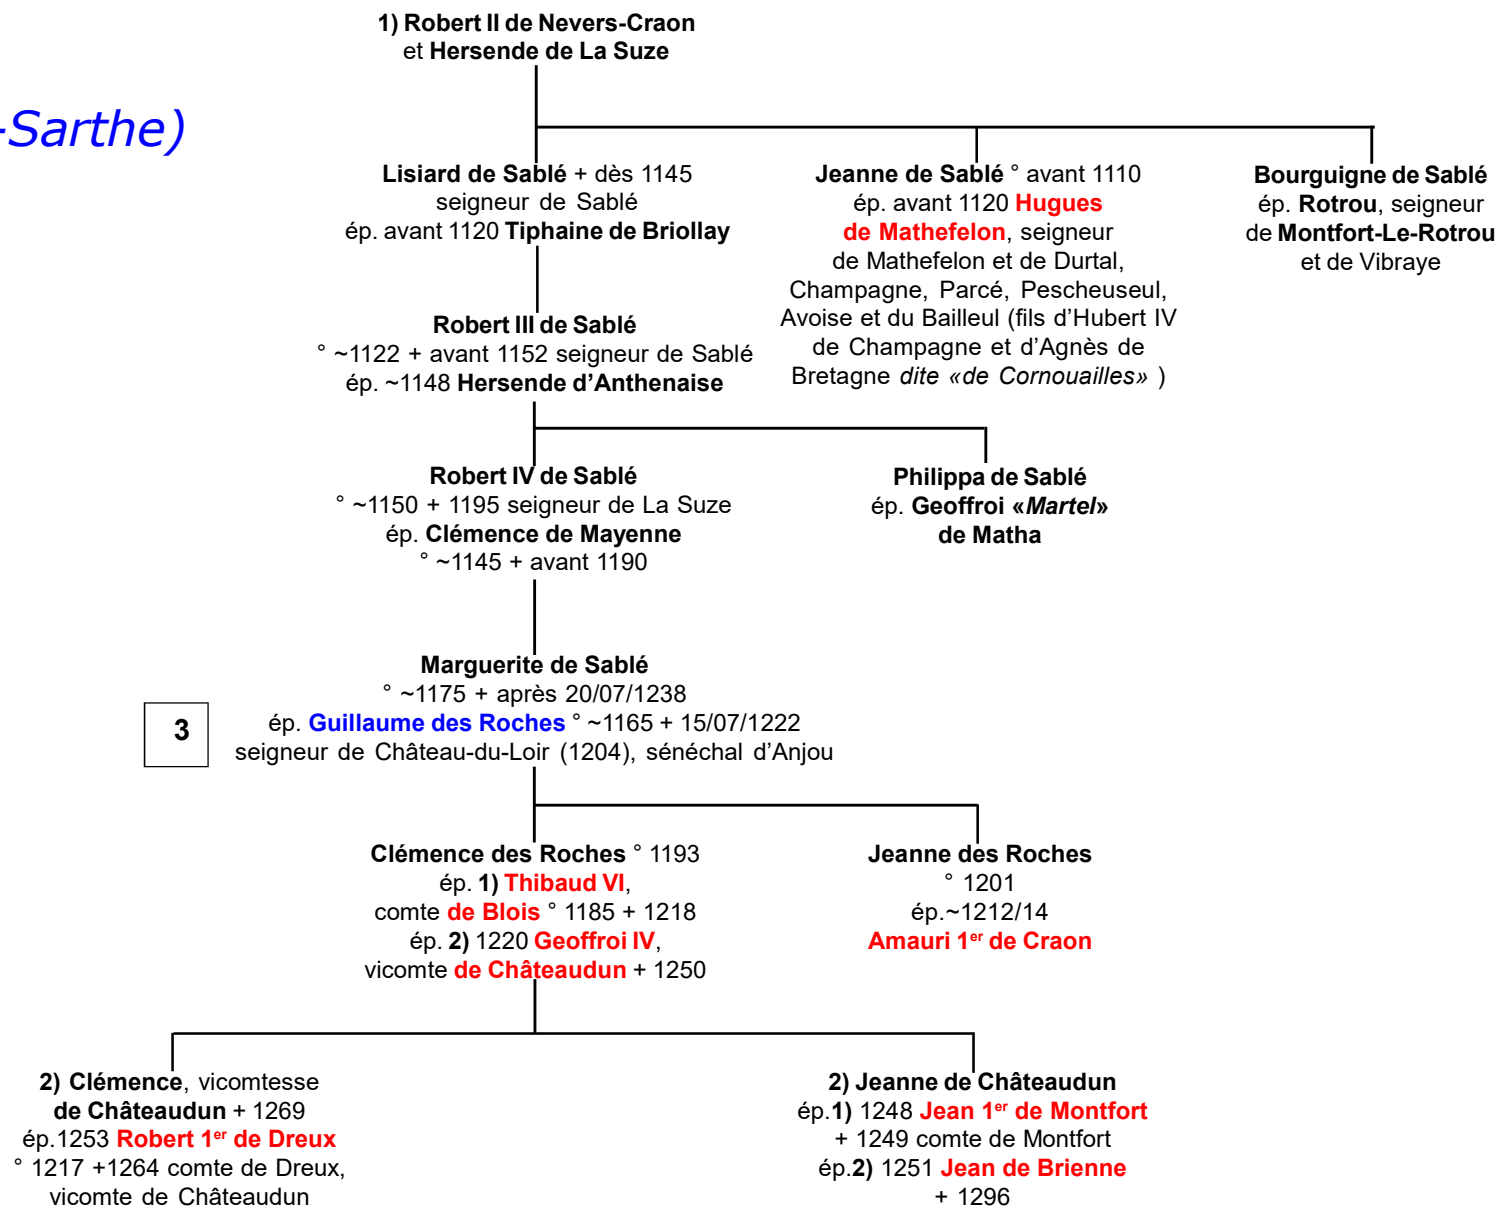 1) Robert II de Nevers-Craon
et Hersende de La Suze
-Sarthe)
Lisiard de Sablé + dès 1145
seigneur de Sablé
ép. avant 1120 Tiphaine de Briollay
Jeanne de Sablé ° avant 1110
ép. avant 1120 Hugues
de Mathefelon, seigneur
de Mathefelon et de Durtal,
Champagne, Parcé, Pescheuseul,
Avoise et du Bailleul (fils d'Hubert IV
de Champagne et d'Agnès de
Bretagne dite «de Cornouailles» )
Bourguigne de Sablé
ép. Rotrou, seigneur
de Montfort-Le-Rotrou
et de Vibraye
Robert III de Sablé
° ~1122 + avant 1152 seigneur de Sablé
ép. ~1148 Hersende d'Anthenaise
Robert IV de Sablé
° ~1150 + 1195 seigneur de La Suze
ép. Clémence de Mayenne
° ~1145 + avant 1190
Philippa de Sablé
ép. Geoffroi «Martel»
de Matha
Marguerite de Sablé
° ~1175 + après 20/07/1238
ép. Guillaume des Roches ° ~1165 + 15/07/1222
seigneur de Château-du-Loir (1204), sénéchal d'Anjou
3
Clémence des Roches ° 1193
ép. 1) Thibaud VI,
comte de Blois ° 1185 + 1218
ép. 2) 1220 Geoffroi IV,
vicomte de Châteaudun + 1250
Jeanne des Roches
° 1201
ép.~1212/14
Amauri 1er de Craon
2) Clémence, vicomtesse
de Châteaudun + 1269
ép.1253 Robert 1er de Dreux
° 1217 +1264 comte de Dreux,
vicomte de Châteaudun
2) Jeanne de Châteaudun
ép.1) 1248 Jean 1er de Montfort
+ 1249 comte de Montfort
ép.2) 1251 Jean de Brienne
+ 1296